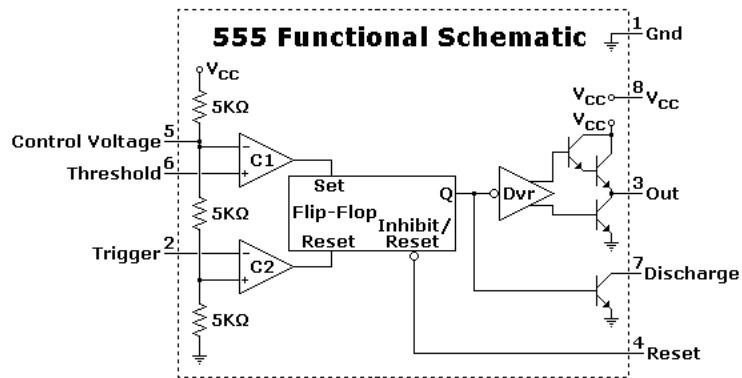 555 Functional Schematic
1
Gnd
VCC
8
VCC VCC
VCC
5KΩ
5
Control Voltage
6
Threshold
- C1
+
Set
Q
Flip-Flop
Inhibit/
Reset
Reset
Dvr
3
Out
5KΩ
2
Trigger
- C2
+
7
Discharge
5KΩ
4
Reset